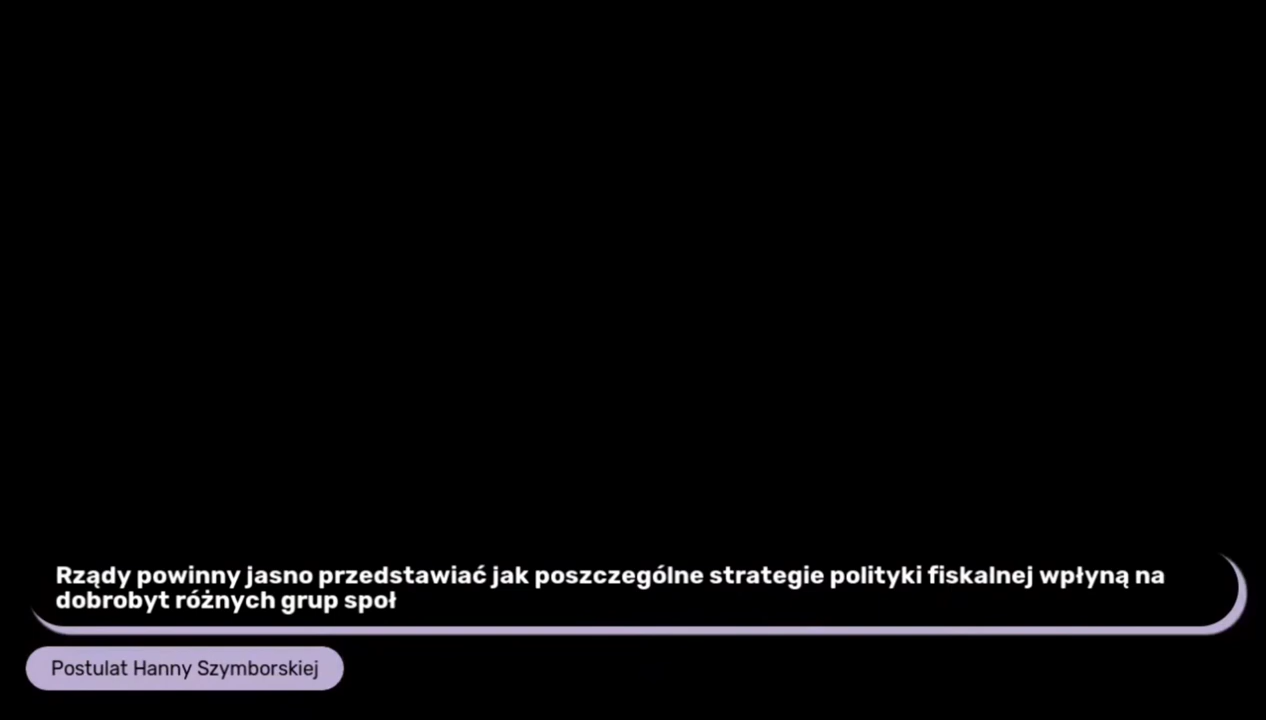 Rządy powinny jasno przedstawiać jak poszczególne strategie polityki fiskalnej wpłyną na
dobrobyt różnych grup społ
Postulat Hanny Szymborskiej